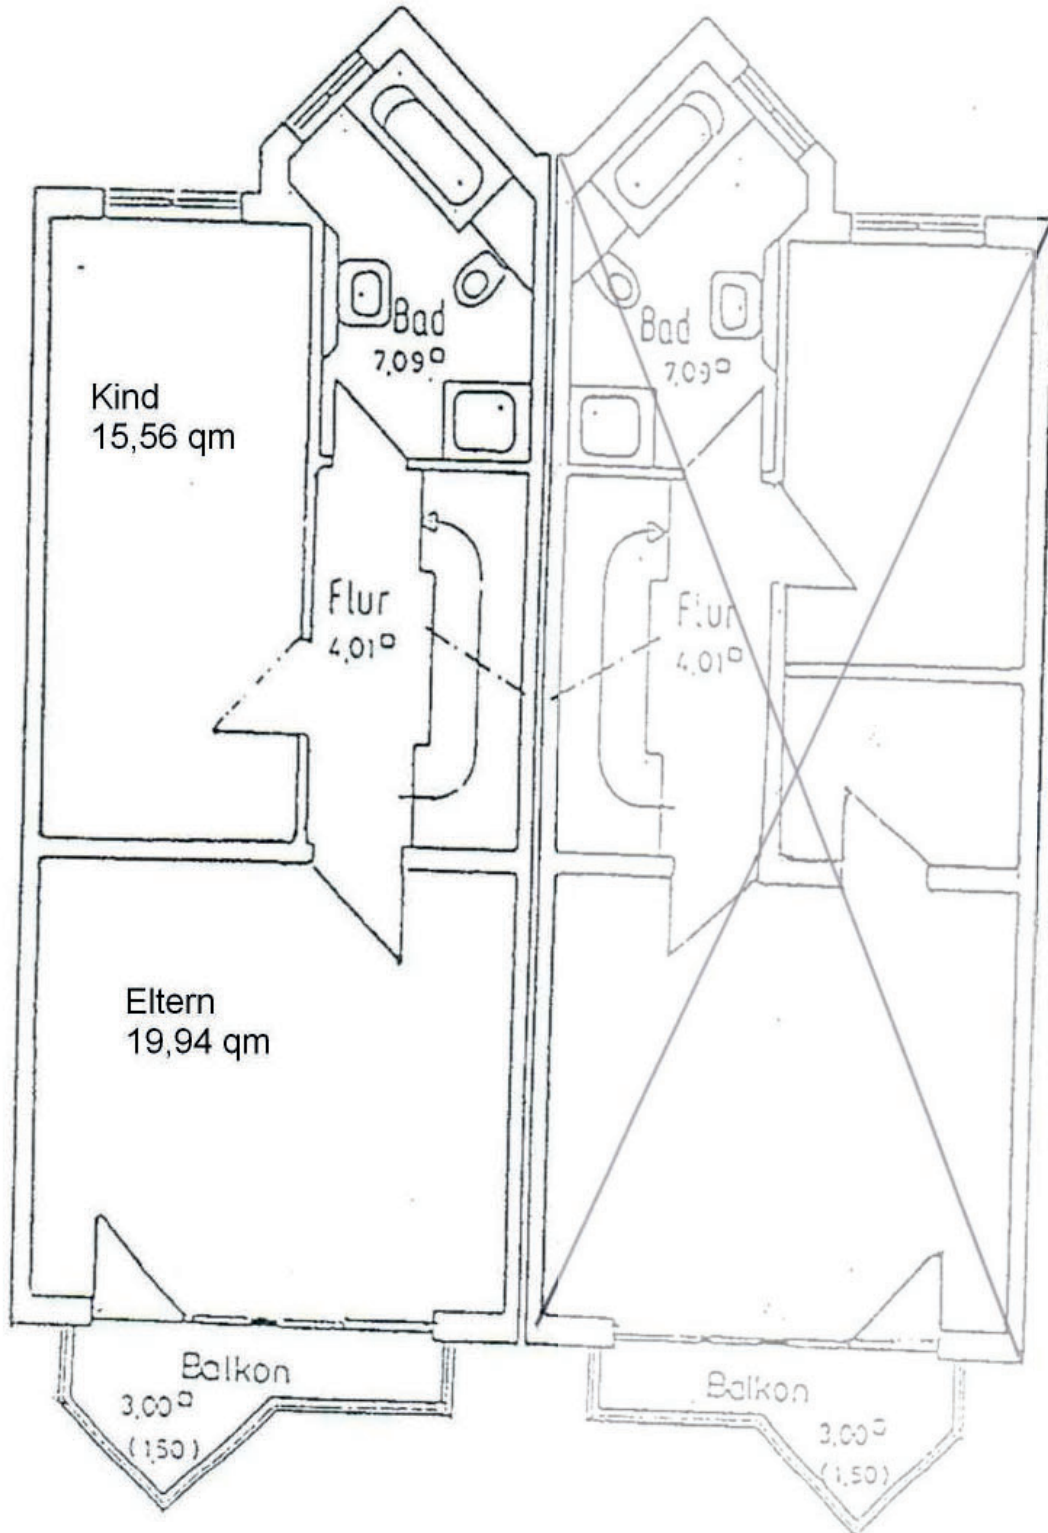 Bad
7,09□
Kind
15,56 qm
Flur
4,01□
Eltern
19,94 qm
Balkon
3,00□
(1,50)
Bad
7,09□
Flur
4,01□
Balkon
3,00□
(1,50)